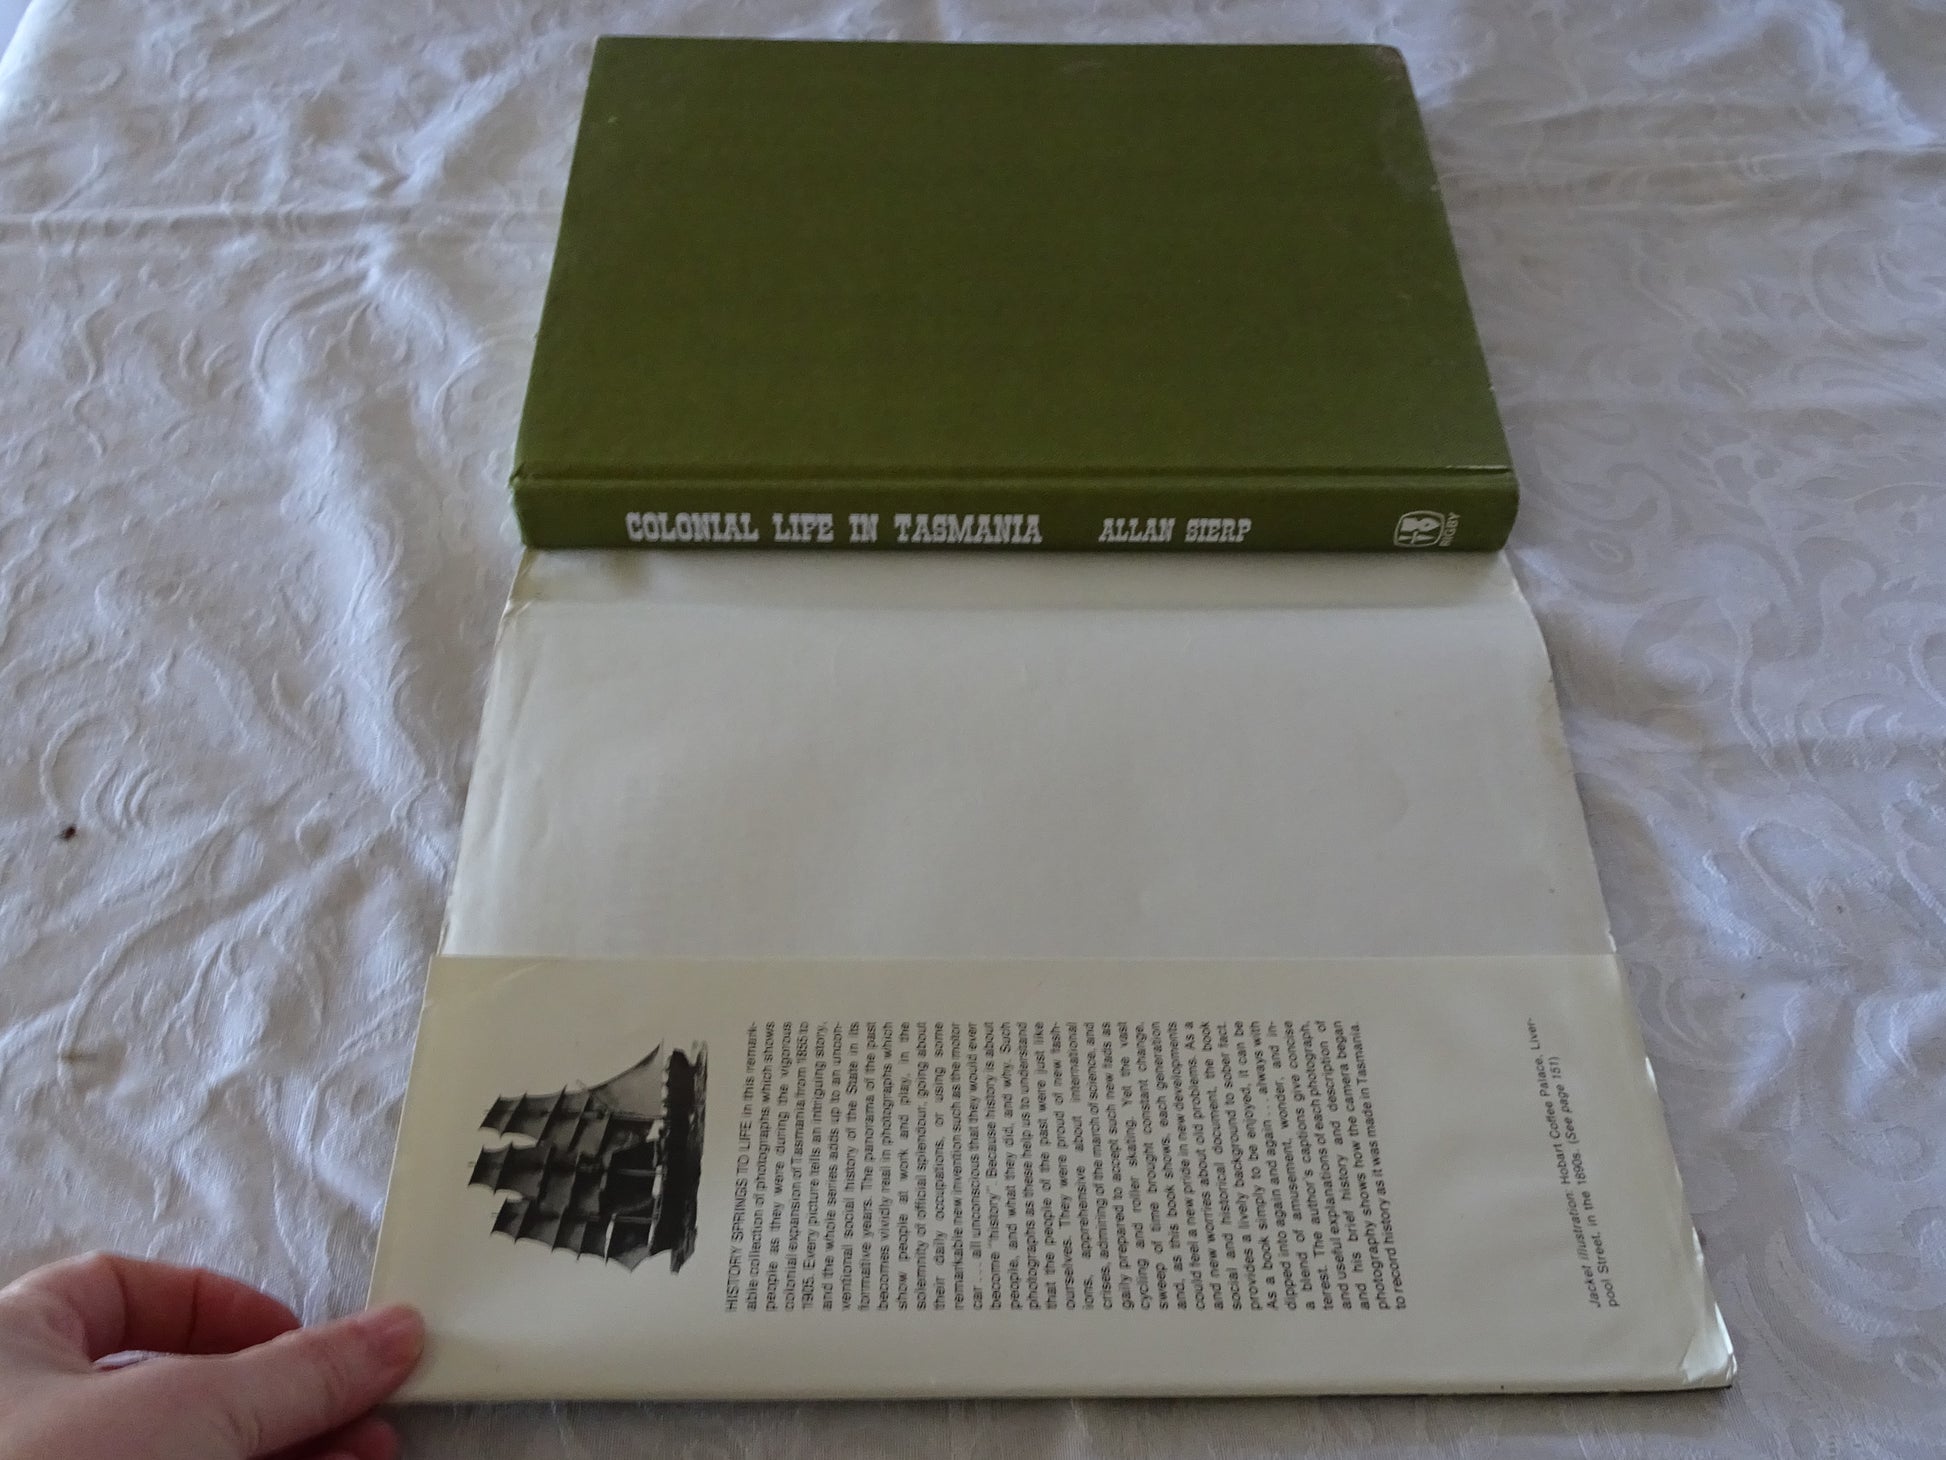 COLONIAL LIFE IN TASMANIA ALLAN SIERP
RIGBY
HISTORY SPRINGS TO LIFE in this remark-
able collection of photographs which shows
people as they were during the vigorous
colonial expansion of Tasmania from 1855 to
1905. Every picture tells an intriguing story,
and the whole series adds up to an uncon-
ventional social history of the State in its
formative years. The panorama of the past
becomes vividly real in photographs which
show people at work and play, in the
solemnity of official splendour, going about
their daily occupations, or using some
remarkable new invention such as the motor
car . . . all unconscious that they would ever
become "history". Because history is about
people, and what they did, and why. Such
photographs as these help us to understand
that the people of the past were just like
ourselves. They were proud of new fash-
ions, apprehensive about international
crises, admiring of the march of science, and
gaily prepared to accept such new fads as
cycling and roller skating. Yet the vast
sweep of time brought constant change,
and, as this book shows, each generation
could feel a new pride in new developments
and new worries about old problems. As a
social and historical document, the book
provides a lively background to sober fact.
As a book simply to be enjoyed, it can be
dipped into again and again . . . always with
a blend of amusement, wonder, and in-
terest. The author's captions give concise
and useful explanations of each photograph,
and his brief history and description of
photography shows how the camera began
to record history as it was made in Tasmania.
Jacket illustration: Hobart Coffee Palace, Liver-
pool Street, in the 1890s. (See page 151)